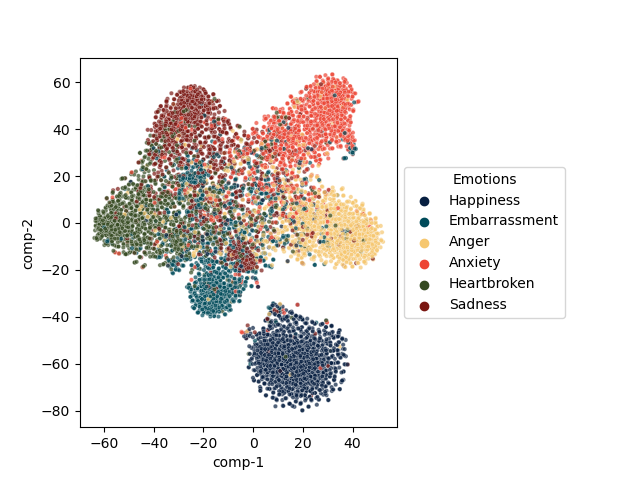 60
40
20
0
−20
−40
−60
−80
comp-2
−60 −40 −20 0 20 40
comp-1
Emotions
Happiness
Embarrassment
Anger
Anxiety
Heartbroken
Sadness